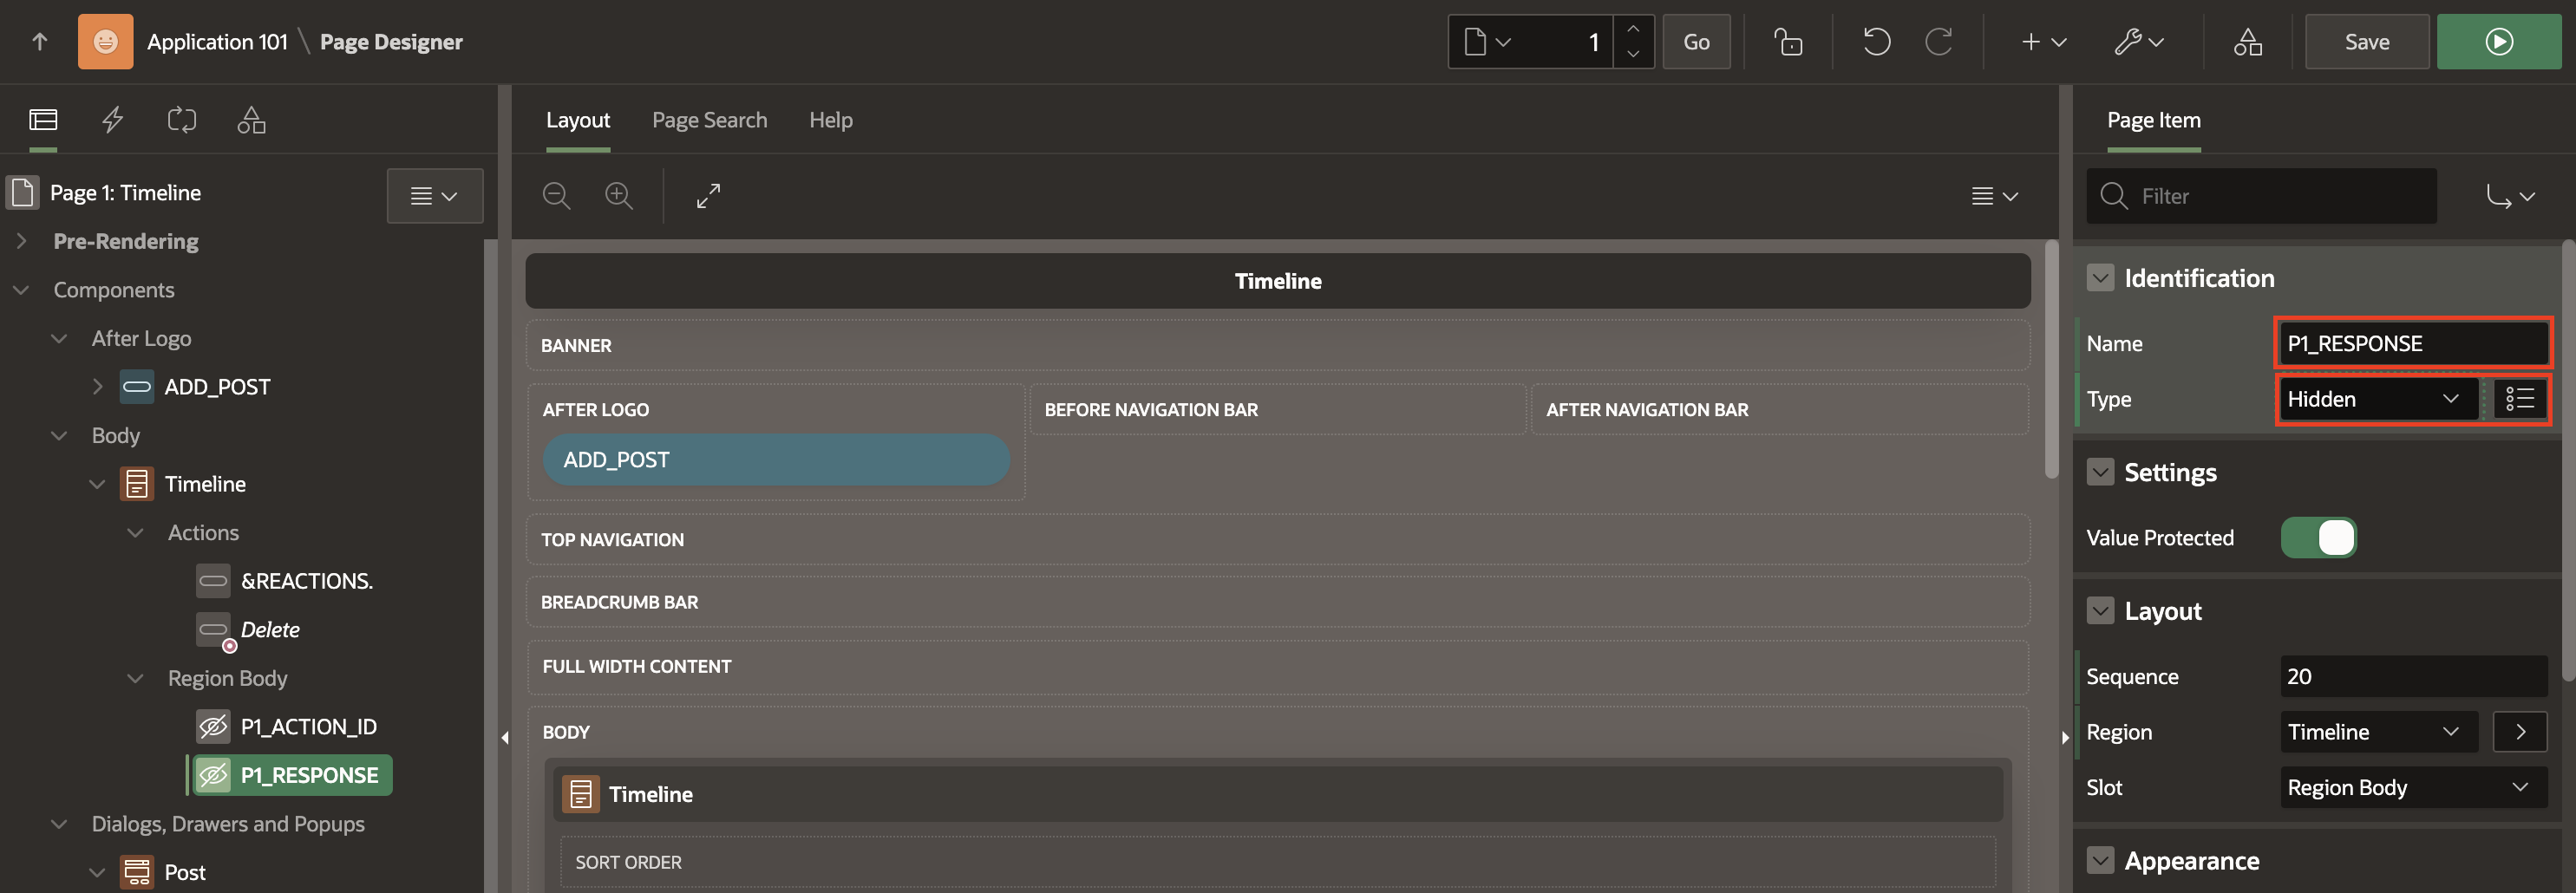 Application 101 \ Page Designer
1
Go
Save
Layout
Page Search
Help
Page Item
Page 1: Timeline
Filter
Pre-Rendering
Components
After Logo
ADD_POST
Body
Timeline
Actions
&REACTIONS.
Delete
Region Body
P1_ACTION_ID
P1_RESPONSE
Dialogs, Drawers and Popups
Post
Timeline
BANNER
AFTER LOGO
BEFORE NAVIGATION BAR
AFTER NAVIGATION BAR
ADD_POST
TOP NAVIGATION
BREADCRUMB BAR
FULL WIDTH CONTENT
BODY
Timeline
SORT ORDER
Identification
Name
P1_RESPONSE
Type
Hidden
Settings
Value Protected
Layout
Sequence
20
Region
Timeline
Slot
Region Body
Appearance